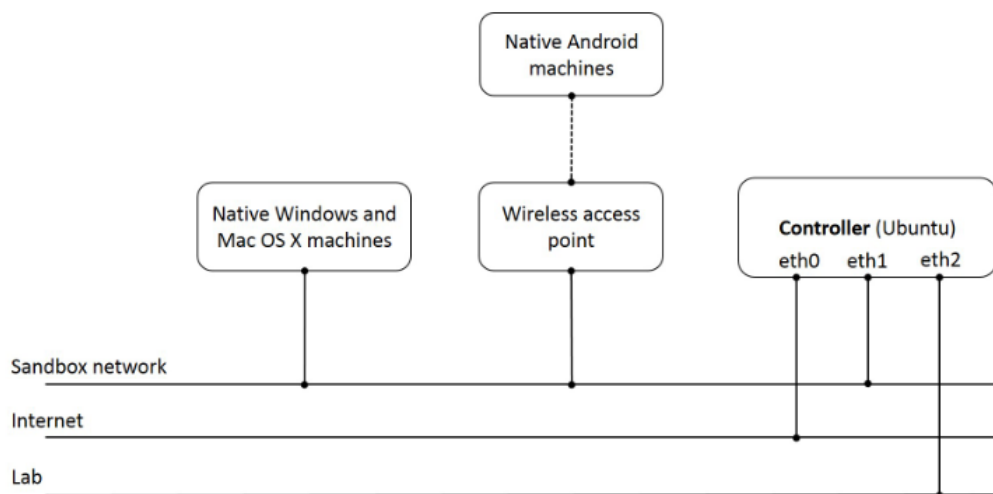 Native Android
machines
Native Windows and
Mac OS X machines
Wireless access
point
Controller (Ubuntu)
eth0 eth1 eth2
Sandbox network
Internet
Lab